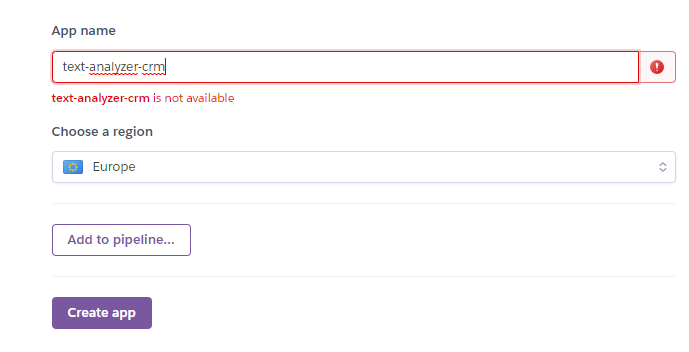 App name
text-analyzer-crm
text-analyzer-crm is not available
Choose a region
Europe
Add to pipeline...
Create app